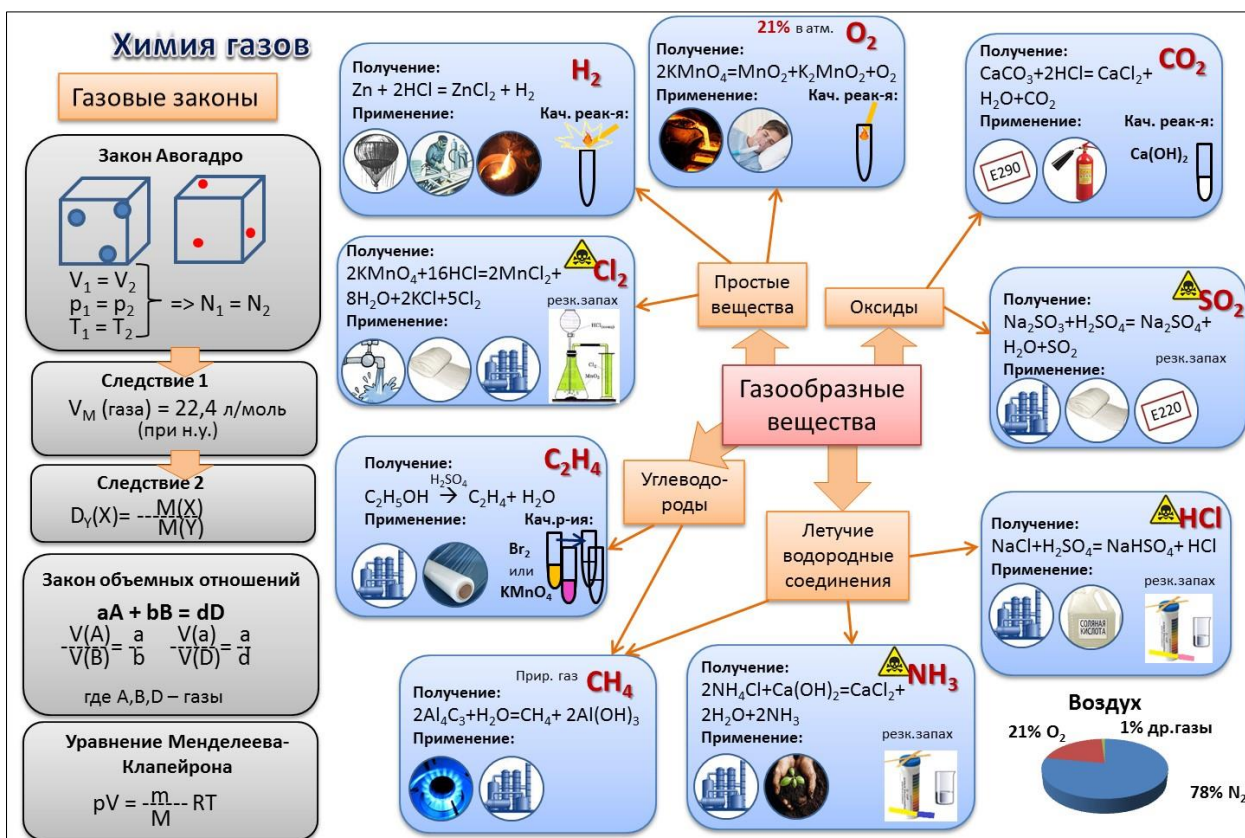 Химия газов
Газовые законы
Закон Авогадро
V₁ = V₂
p₁ = p₂
T₁ = T₂
=> N₁ = N₂
Следствие 1
V_M (газа) = 22,4 л/моль
(при н.у.)
Следствие 2
D_Y(X)= M(X)/M(Y)
Закон объемных отношений
aA + bB = dD
V(A)/V(B) = a/b V(a)/V(D) = a/d
где A,B,D – газы
Уравнение Менделеева-
Клапейрона
pV = m/M RT
H₂
Получение:
Zn + 2HCl = ZnCl₂ + H₂
Применение:
Кач. реак-я:
21% в атм.
O₂
Получение:
2KMnO₄=MnO₂+K₂MnO₂+O₂
Применение:
Кач. реак-я:
CO₂
Получение:
CaCO₃+2HCl= CaCl₂+
H₂O+CO₂
Применение:
Кач. реак-я:
Ca(OH)₂
E290
Получение:
2KMnO₄+16HCl=2MnCl₂+
Cl₂
8H₂O+2KCl+5Cl₂
резк.запах
Применение:
Cl₂
MnO₂
Простые
вещества
Оксиды
Получение:
SO₂
Na₂SO₃+H₂SO₄= Na₂SO₄+
H₂O+SO₂
резк.запах
Применение:
E220
Газообразные
вещества
C₂H₄
Получение:
H₂SO₄
C₂H₅OH → C₂H₄+ H₂O
Применение:
Кач.р-ия:
Br₂
или
KMnO₄
Углеводо-
роды
Летучие
водородные
соединения
HCl
Получение:
NaCl+H₂SO₄= NaHSO₄+ HCl
Применение:
резк.запах
СОЛЯНАЯ
КИСЛОТА
Прир. газ
CH₄
Получение:
2Al₄C₃+H₂O=CH₄+ 2Al(OH)₃
Применение:
Получение:
NH₃
2NH₄Cl+Ca(OH)₂=CaCl₂+
2H₂O+2NH₃
Применение:
резк.запах
Воздух
21% O₂
1% др.газы
78% N₂